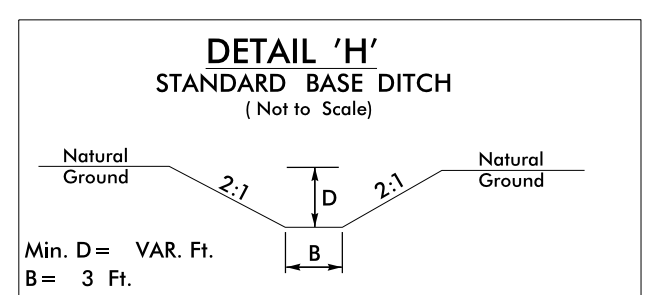 DETAIL 'H'
STANDARD BASE DITCH
( Not to Scale)
Natural
Ground
2:1
D
2:1
Natural
Ground
B
Min. D = VAR. Ft.
B = 3 Ft.